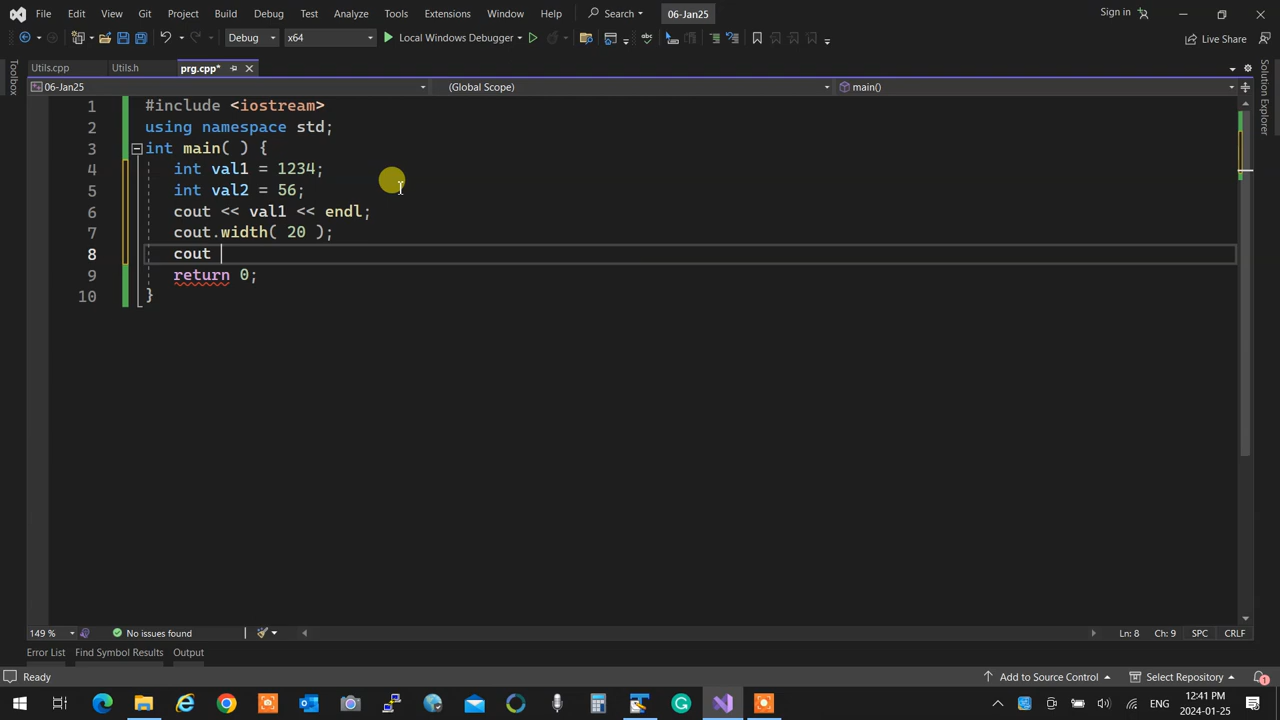 File Edit View Git Project Build Debug Test Analyze Tools Extensions Window Help Search 06-Jan25 Sign in
Debug x64 Local Windows Debugger Live Share
Utils.cpp Utils.h prg.cpp*
Toolbox
Solution Explorer
06-Jan25 (Global Scope) main()
1 #include <iostream>
2 using namespace std;
3 int main( ) {
4 int val1 = 1234;
5 int val2 = 56;
6 cout << val1 << endl;
7 cout.width( 20 );
8 cout
9 return 0;
10 }
149 % No issues found Ln: 8 Ch: 9 SPC CRLF
Error List Find Symbol Results Output
Ready Add to Source Control Select Repository 1
ENG 12:41 PM
2024-01-25